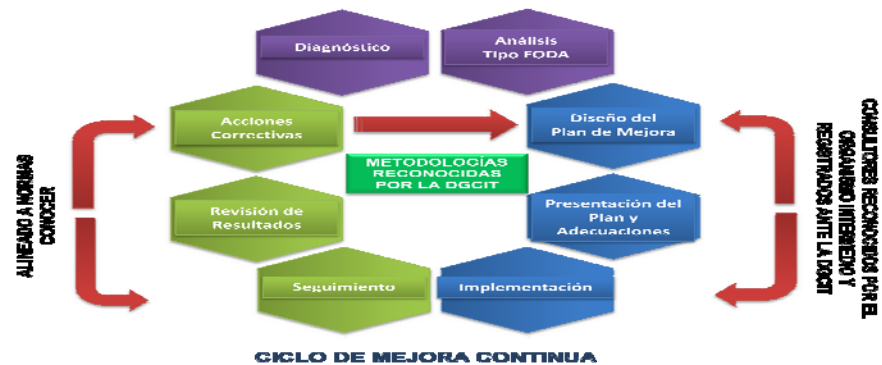 Diagnóstico
Análisis
Tipo FODA
Acciones
Correctivas
Diseño del
Plan de Mejora
METODOLOGÍAS
RECONOCIDAS
POR LA DGCIT
Revisión de
Resultados
Presentación del
Plan y
Adecuaciones
Seguimiento
Implementación
ALINEADO A NORMAS
CONOCER
CONSULTORES RECONOCIDOS POR EL
ORGANISMO INTERMEDIO Y
REGISTRADOS ANTE LA DGCIT
CICLO DE MEJORA CONTINUA